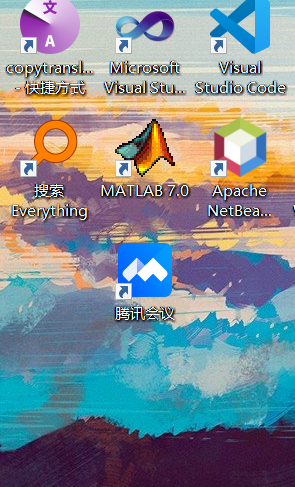 文
A
copytransl...
- 快捷方式
Microsoft
Visual Stu...
Visual
Studio Code
搜索
Everything
MATLAB 7.0
Apache
NetBea...
腾讯会议